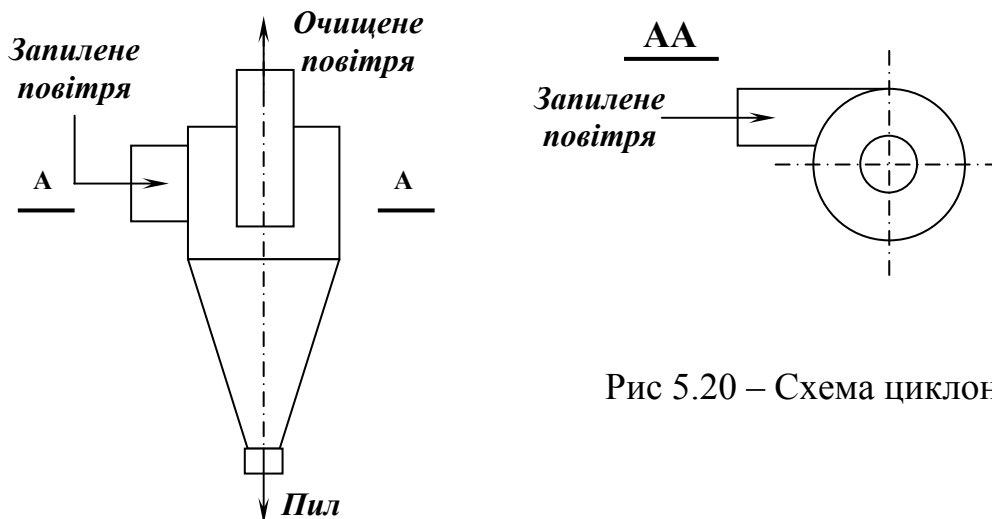 Очищене
повітря
Запилене
повітря
А
А
Пил
АА
Запилене
повітря
Рис 5.20 – Схема циклон